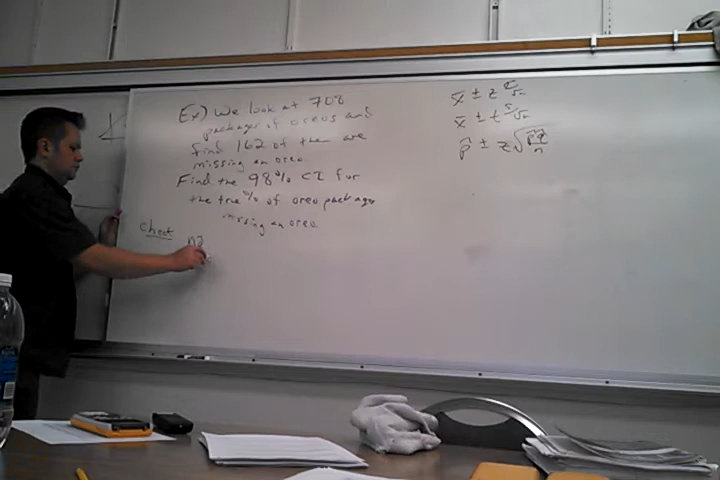 Ex) We look at 708
packages of oreos and
find 162 of them are
missing an oreo.
Find the 98% CI for
the true % of oreo packages
missing an oreo.
Check
x̄ ± z σ/√n
x̄ ± t s/√n
p̂ ± z √p̂q̂/n